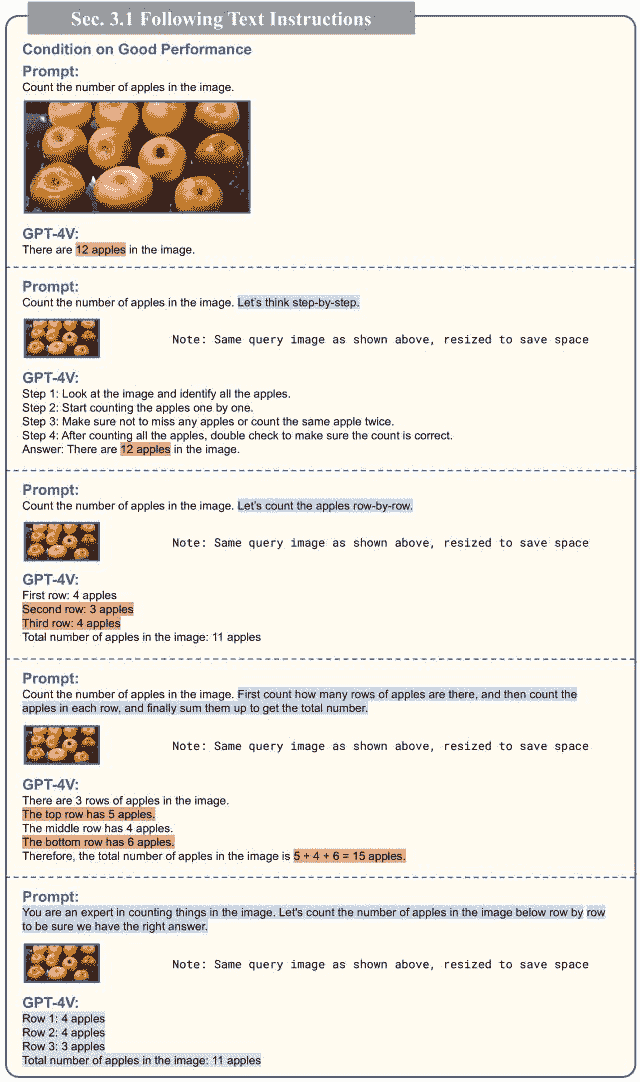 Sec. 3.1 Following Text Instructions
Condition on Good Performance
Prompt:
Count the number of apples in the image.
GPT-4V:
There are 12 apples in the image.
Prompt:
Count the number of apples in the image. Let's think step-by-step.
Note: Same query image as shown above, resized to save space
GPT-4V:
Step 1: Look at the image and identify all the apples.
Step 2: Start counting the apples one by one.
Step 3: Make sure not to miss any apples or count the same apple twice.
Step 4: After counting all the apples, double check to make sure the count is correct.
Answer: There are 12 apples in the image.
Prompt:
Count the number of apples in the image. Let's count the apples row-by-row.
Note: Same query image as shown above, resized to save space
GPT-4V:
First row: 4 apples
Second row: 3 apples
Third row: 4 apples
Total number of apples in the image: 11 apples
Prompt:
Count the number of apples in the image. First count how many rows of apples are there, and then count the
apples in each row, and finally sum them up to get the total number.
Note: Same query image as shown above, resized to save space
GPT-4V:
There are 3 rows of apples in the image.
The top row has 5 apples.
The middle row has 4 apples.
The bottom row has 6 apples.
Therefore, the total number of apples in the image is 5 + 4 + 6 = 15 apples.
Prompt:
You are an expert in counting things in the image. Let's count the number of apples in the image below row by row
to be sure we have the right answer.
Note: Same query image as shown above, resized to save space
GPT-4V:
Row 1: 4 apples
Row 2: 4 apples
Row 3: 3 apples
Total number of apples in the image: 11 apples